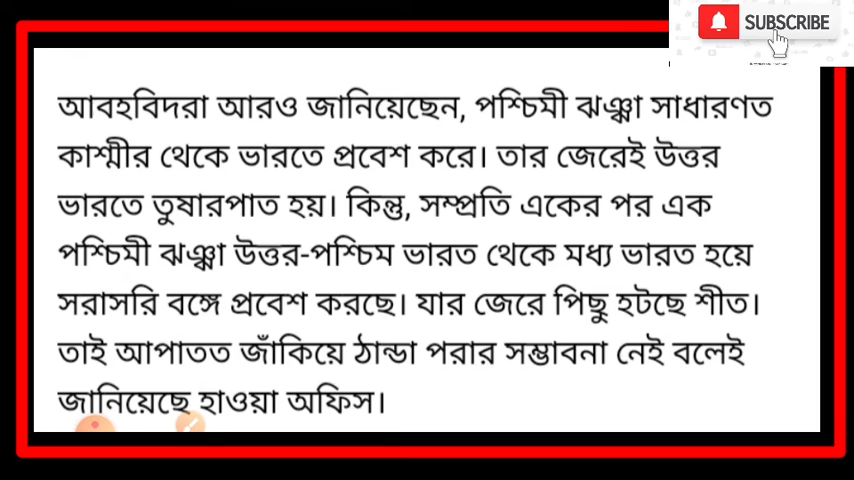 SUBSCRIBE
আবহবিদরা আরও জানিয়েছেন, পশ্চিমী ঝঞ্ঝা সাধারণত
কাশ্মীর থেকে ভারতে প্রবেশ করে। তার জেরেই উত্তর
ভারতে তুষারপাত হয়। কিন্তু, সম্প্রতি একের পর এক
পশ্চিমী ঝঞ্ঝা উত্তর-পশ্চিম ভারত থেকে মধ্য ভারত হয়ে
সরাসরি বঙ্গে প্রবেশ করছে। যার জেরে পিছু হটছে শীত।
তাই আপাতত জাঁকিয়ে ঠান্ডা পরার সম্ভাবনা নেই বলেই
জানিয়েছে হাওয়া অফিস।